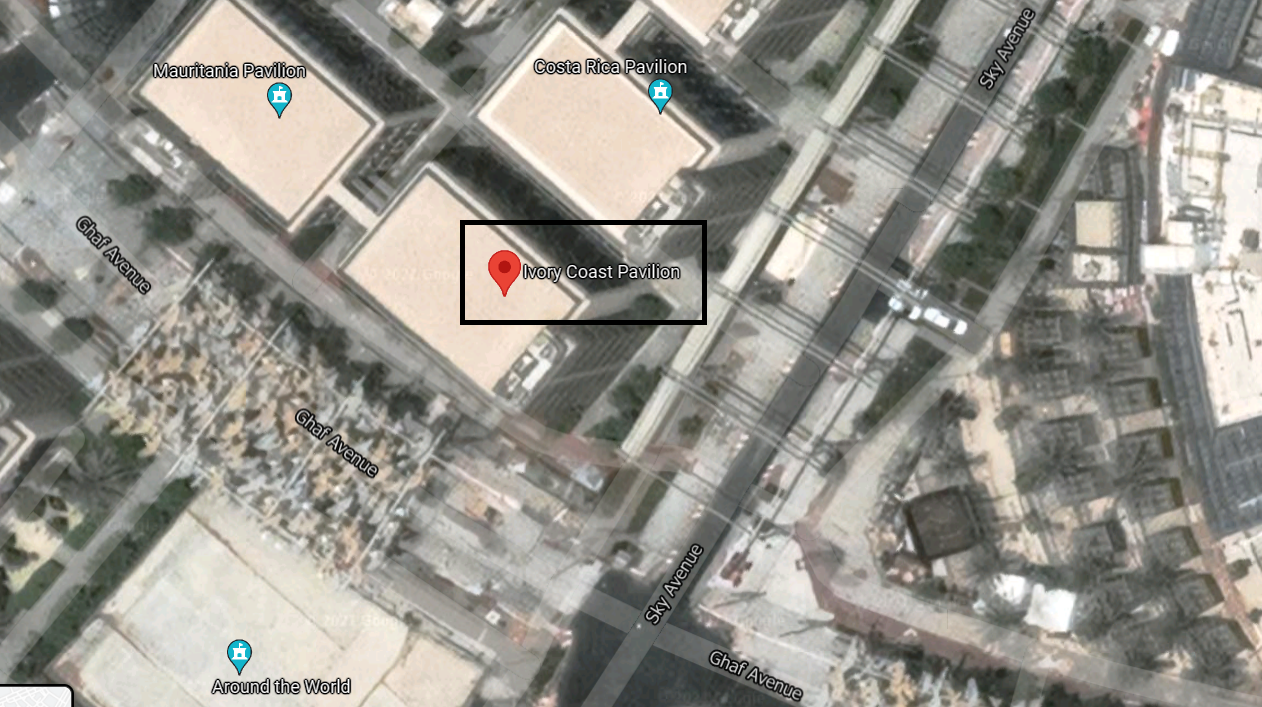 Mauritania Pavilion
Costa Rica Pavilion
Sky Avenue
Ghaf Avenue
Ivory Coast Pavilion
Ghaf Avenue
Sky Avenue
Ghaf Avenue
Around the World